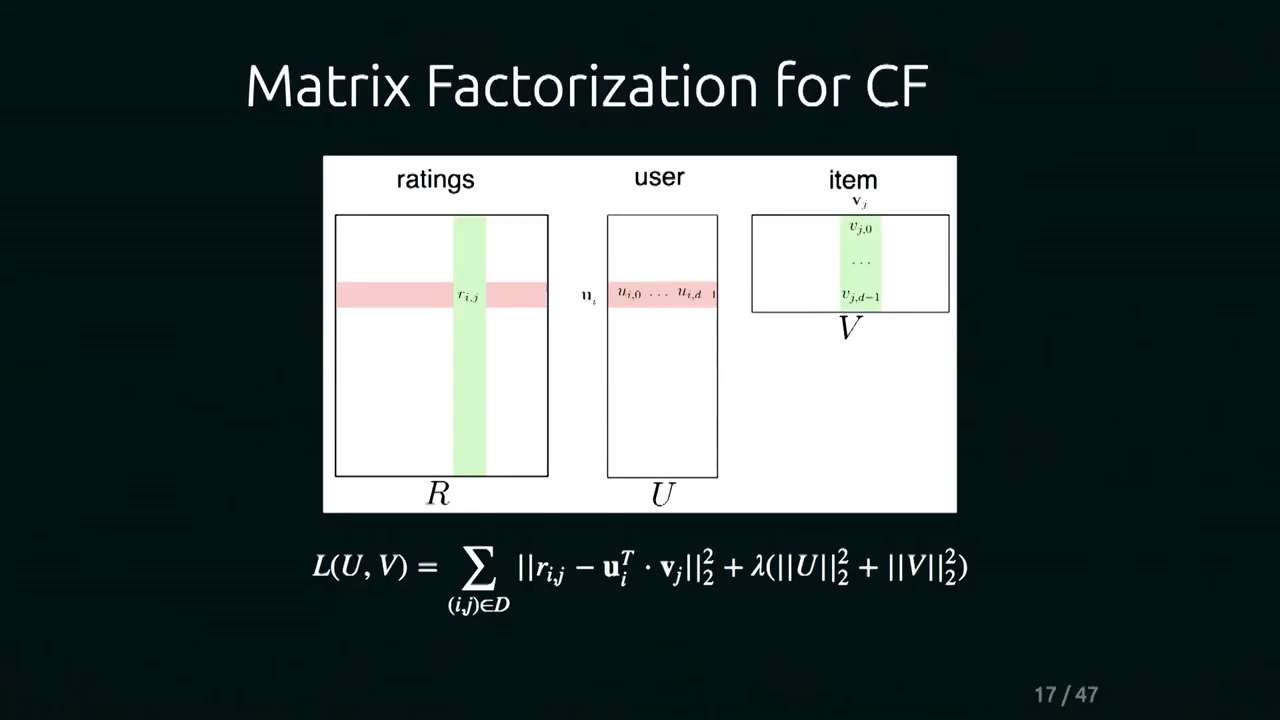 Matrix Factorization for CF
ratings
user
item
v_j
v_{j,0}
...
v_{j,d-1}
r_{i,j}
u_i
u_{i,0} ... u_{i,d} 1
R
U
V
L(U, V) = ∑_{(i,j)∈D} ||r_{i,j} − u_i^T · v_j||_2^2 + λ(||U||_2^2 + ||V||_2^2)
17 / 47